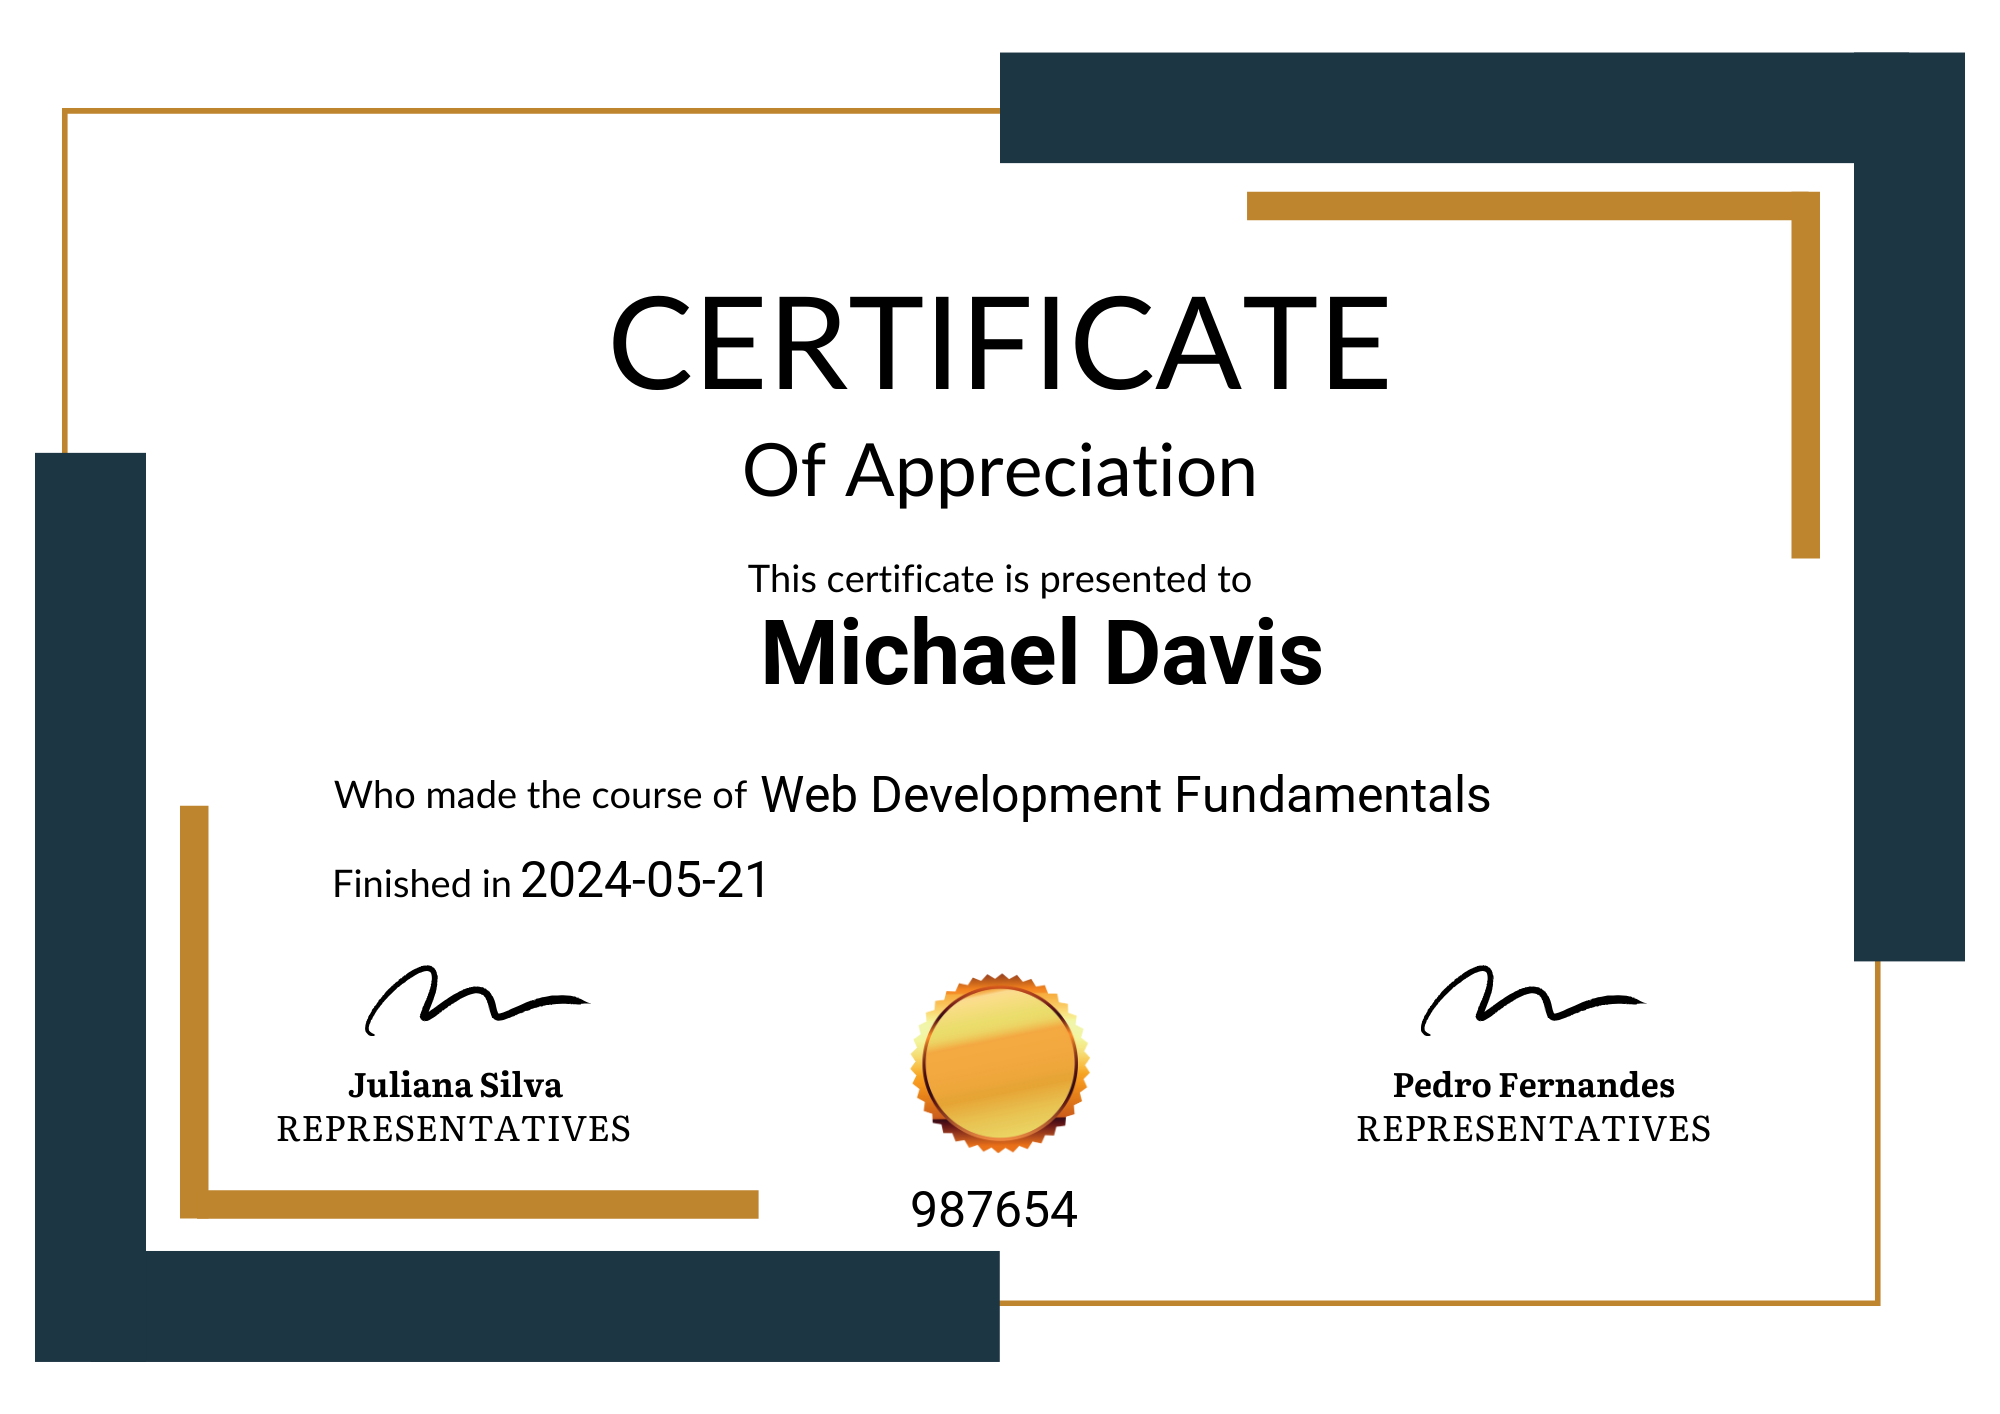 CERTIFICATE
Of Appreciation
This certificate is presented to
Michael Davis
Who made the course of Web Development Fundamentals
Finished in 2024-05-21
Juliana Silva
REPRESENTATIVES
Pedro Fernandes
REPRESENTATIVES
987654